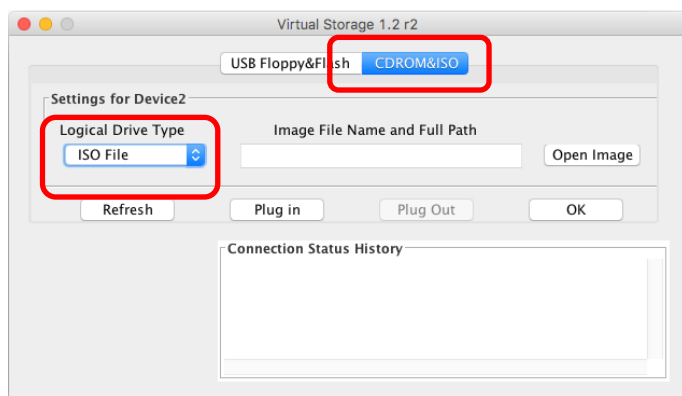 Virtual Storage 1.2 r2
USB Floppy&Flash CDROM&ISO
Settings for Device2
Logical Drive Type Image File Name and Full Path
ISO File Open Image
Refresh Plug in Plug Out OK
Connection Status History